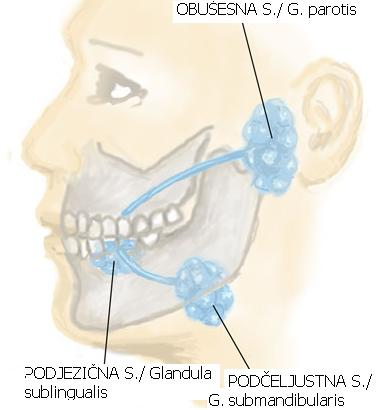 OBUŠESNA S./ G. parotis
PODJEZIČNA S./ Glandula
sublingualis
PODČELJUSTNA S./
G. submandibularis